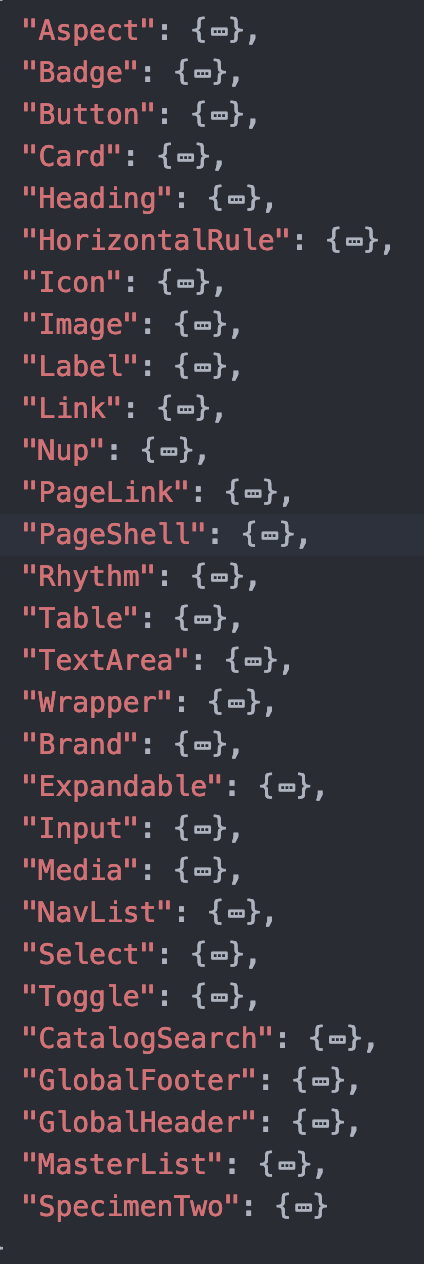 "Aspect": {…},
"Badge": {…},
"Button": {…},
"Card": {…},
"Heading": {…},
"HorizontalRule": {…},
"Icon": {…},
"Image": {…},
"Label": {…},
"Link": {…},
"Nup": {…},
"PageLink": {…},
"PageShell": {…},
"Rhythm": {…},
"Table": {…},
"TextArea": {…},
"Wrapper": {…},
"Brand": {…},
"Expandable": {…},
"Input": {…},
"Media": {…},
"NavList": {…},
"Select": {…},
"Toggle": {…},
"CatalogSearch": {…},
"GlobalFooter": {…},
"GlobalHeader": {…},
"MasterList": {…},
"SpecimenTwo": {…}